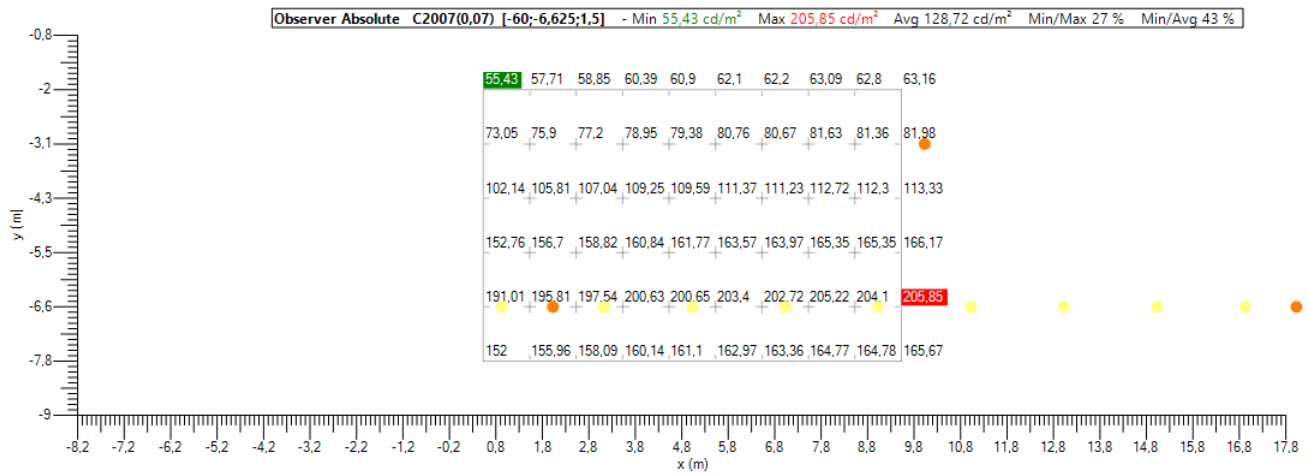 Observer Absolute C2007(0,07) [-60;-6,625;1,5] - Min 55,43 cd/m² Max 205,85 cd/m² Avg 128,72 cd/m² Min/Max 27 % Min/Avg 43 %
-0,8
55,43 57,71 58,85 60,39 60,9 62,1 62,2 63,09 62,8 63,16
-2
73,05 75,9 77,2 78,95 79,38 80,76 80,67 81,63 81,36 81,98
-3,1
102,14 105,81 107,04 109,25 109,59 111,37 111,23 112,72 112,3 113,33
-4,3
y (m)
152,76 156,7 158,82 160,84 161,77 163,57 163,97 165,35 165,35 166,17
-5,5
191,01 195,81 197,54 200,63 200,65 203,4 202,72 205,22 204,1 205,85
-6,6
152 155,96 158,09 160,14 161,1 162,97 163,36 164,77 164,78 165,67
-7,8
-9
-8,2 -7,2 -6,2 -5,2 -4,2 -3,2 -2,2 -1,2 -0,2 0,8 1,8 2,8 3,8 4,8 5,8 6,8 7,8 8,8 9,8 10,8 11,8 12,8 13,8 14,8 15,8 16,8 17,8
x (m)